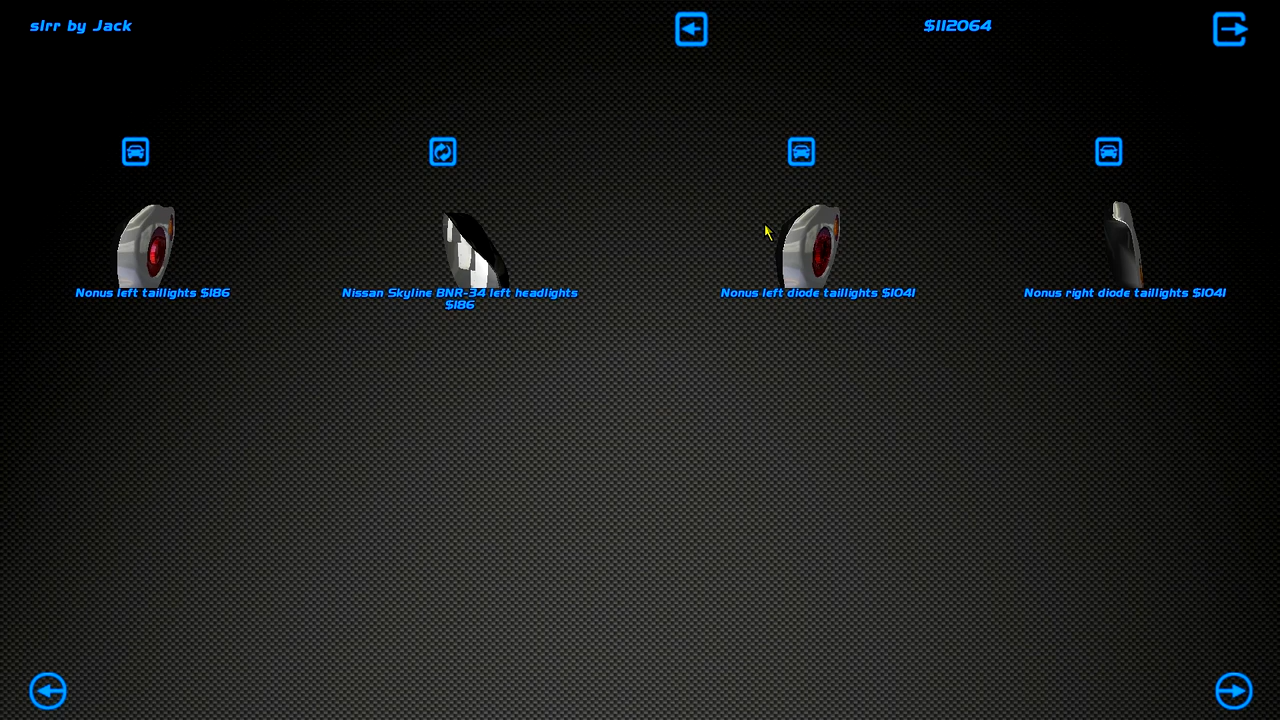 slrr by Jack
$112064
Nonus left taillights $186
Nissan Skyline BNR-34 left headlights
$186
Nonus left diode taillights $1041
Nonus right diode taillights $1041